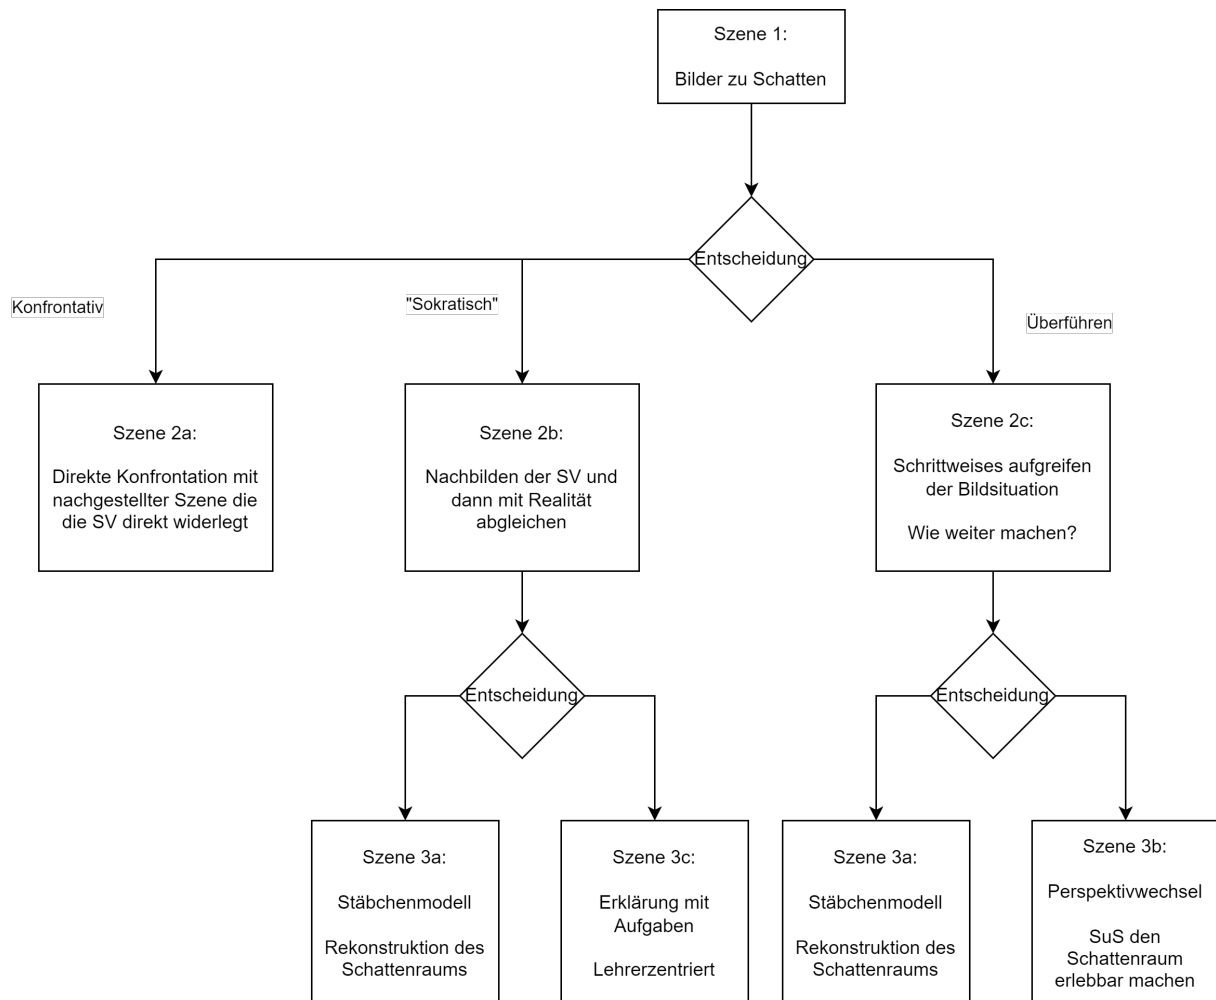 Szene 1:
Bilder zu Schatten
Entscheidung
Konfrontativ
"Sokratisch"
Überführen
Szene 2a:
Direkte Konfrontation mit
nachgestellter Szene die
die SV direkt widerlegt
Szene 2b:
Nachbilden der SV und
dann mit Realität
abgleichen
Szene 2c:
Schrittweises aufgreifen
der Bildsituation
Wie weiter machen?
Entscheidung
Entscheidung
Szene 3a:
Stäbchenmodell
Rekonstruktion des
Schattenraums
Szene 3c:
Erklärung mit
Aufgaben
Lehrerzentriert
Szene 3a:
Stäbchenmodell
Rekonstruktion des
Schattenraums
Szene 3b:
Perspektivwechsel
SuS den
Schattenraum
erlebbar machen